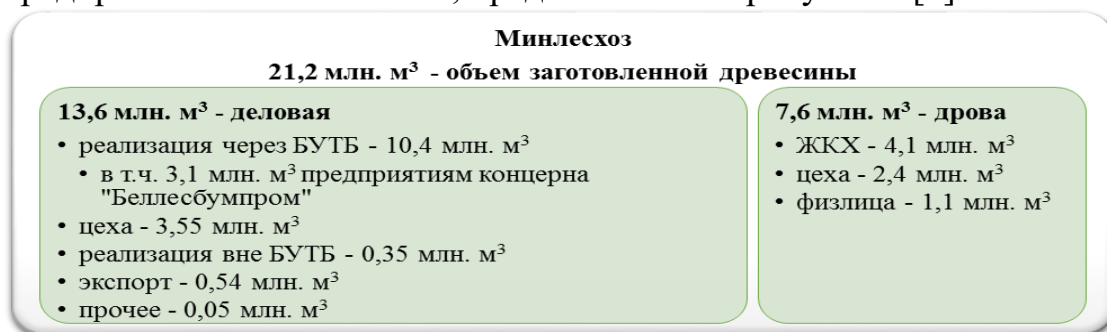 Минлесхоз
21,2 млн. м³ - объем заготовленной древесины
13,6 млн. м³ - деловая
• реализация через БУТБ - 10,4 млн. м³
• в т.ч. 3,1 млн. м³ предприятиям концерна
"Беллесбумпром"
• цеха - 3,55 млн. м³
• реализация вне БУТБ - 0,35 млн. м³
• экспорт - 0,54 млн. м³
• прочее - 0,05 млн. м³
7,6 млн. м³ - дрова
• ЖКХ - 4,1 млн. м³
• цеха - 2,4 млн. м³
• физлица - 1,1 млн. м³